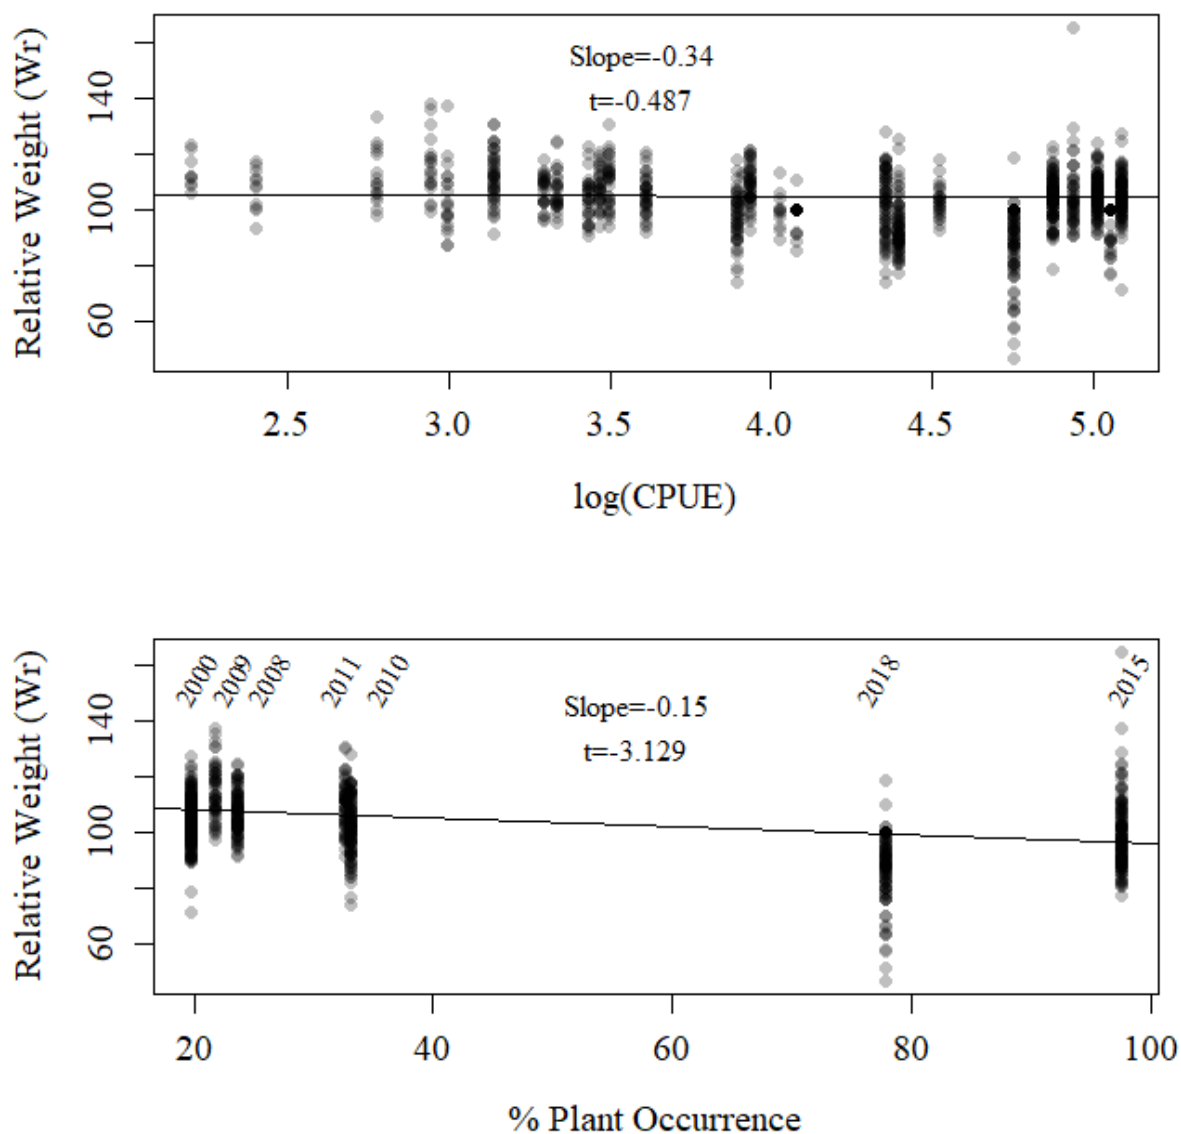 Relative Weight (Wr)
140
100
60
Slope=-0.34
t=-0.487
2.5 3.0 3.5 4.0 4.5 5.0
log(CPUE)
Relative Weight (Wr)
140
100
60
2000 2009 2008 2011 2010 2018 2015
Slope=-0.15
t=-3.129
20 40 60 80 100
% Plant Occurrence